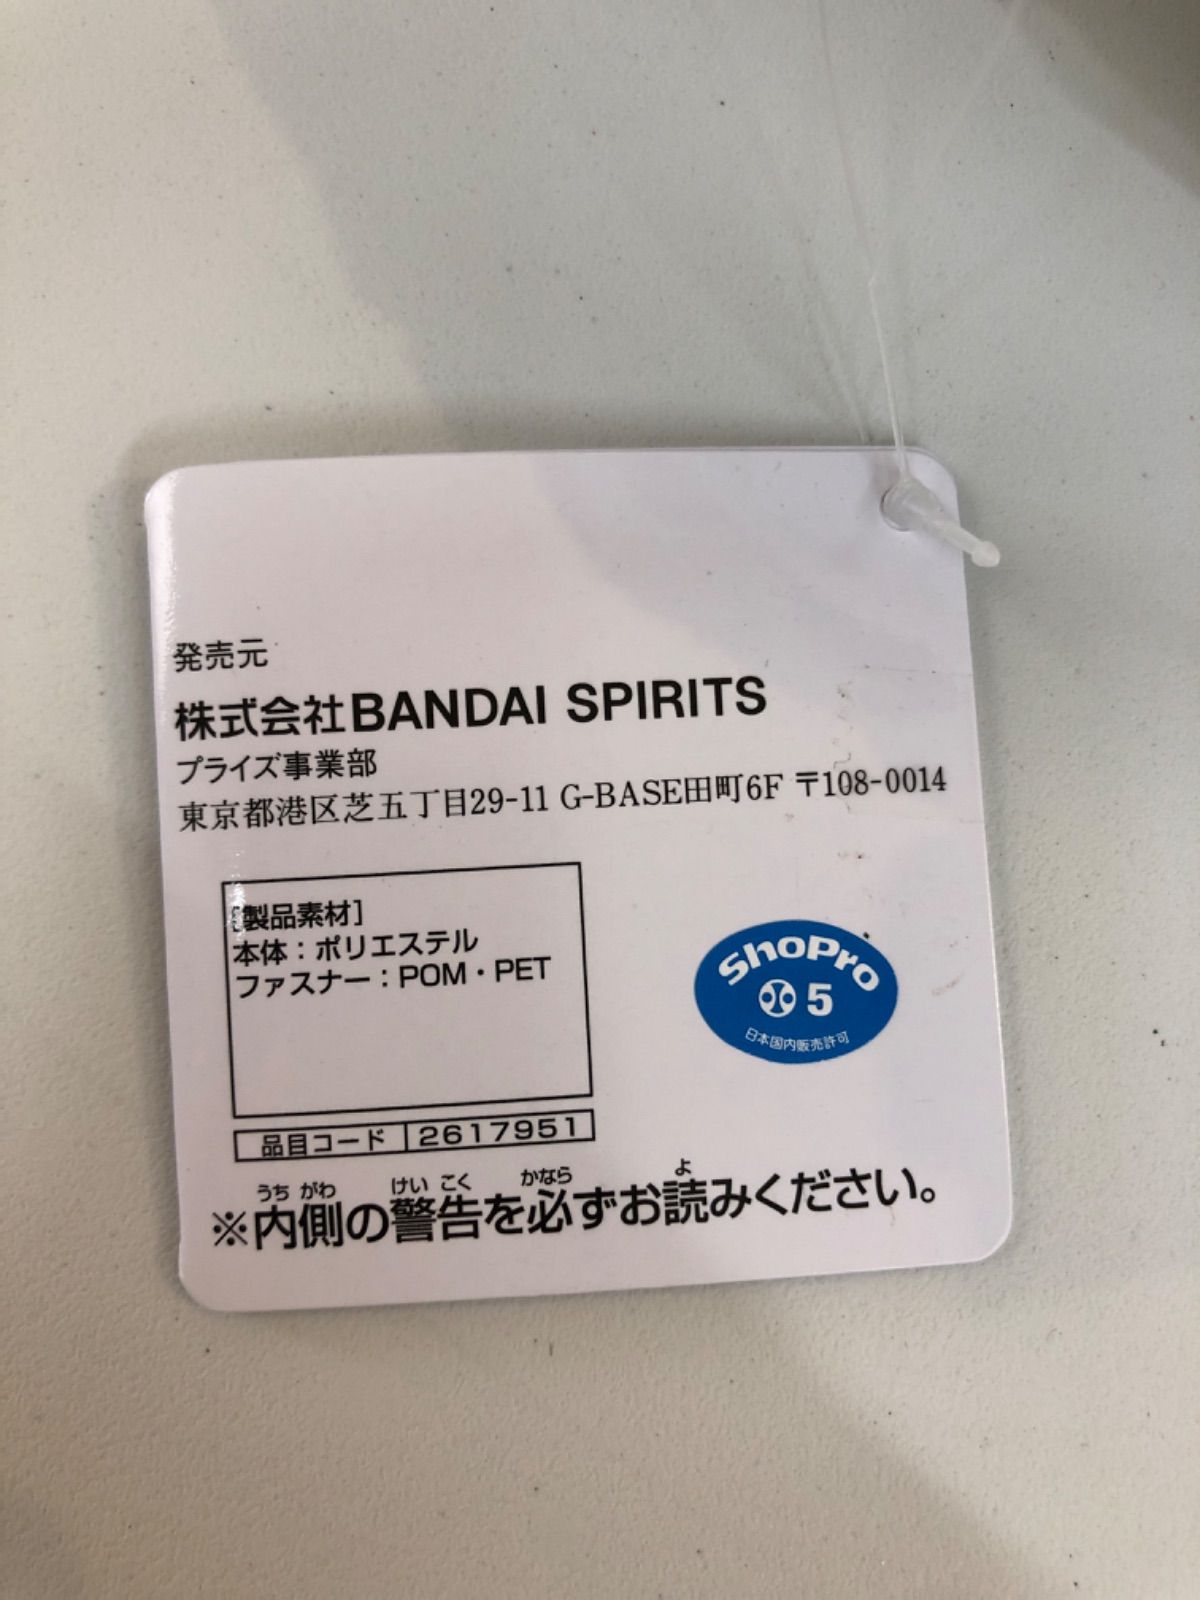 発売元
株式会社BANDAI SPIRITS
プライズ事業部
東京都港区芝五丁目29-11 G-BASE田町6F 〒108-0014
[製品素材]
本体：ポリエステル
ファスナー：POM・PET
ShoPro
5
日本国内販売許可
品目コード 2617951
うち がわ けい こく かなら よ
※内側の警告を必ずお読みください。